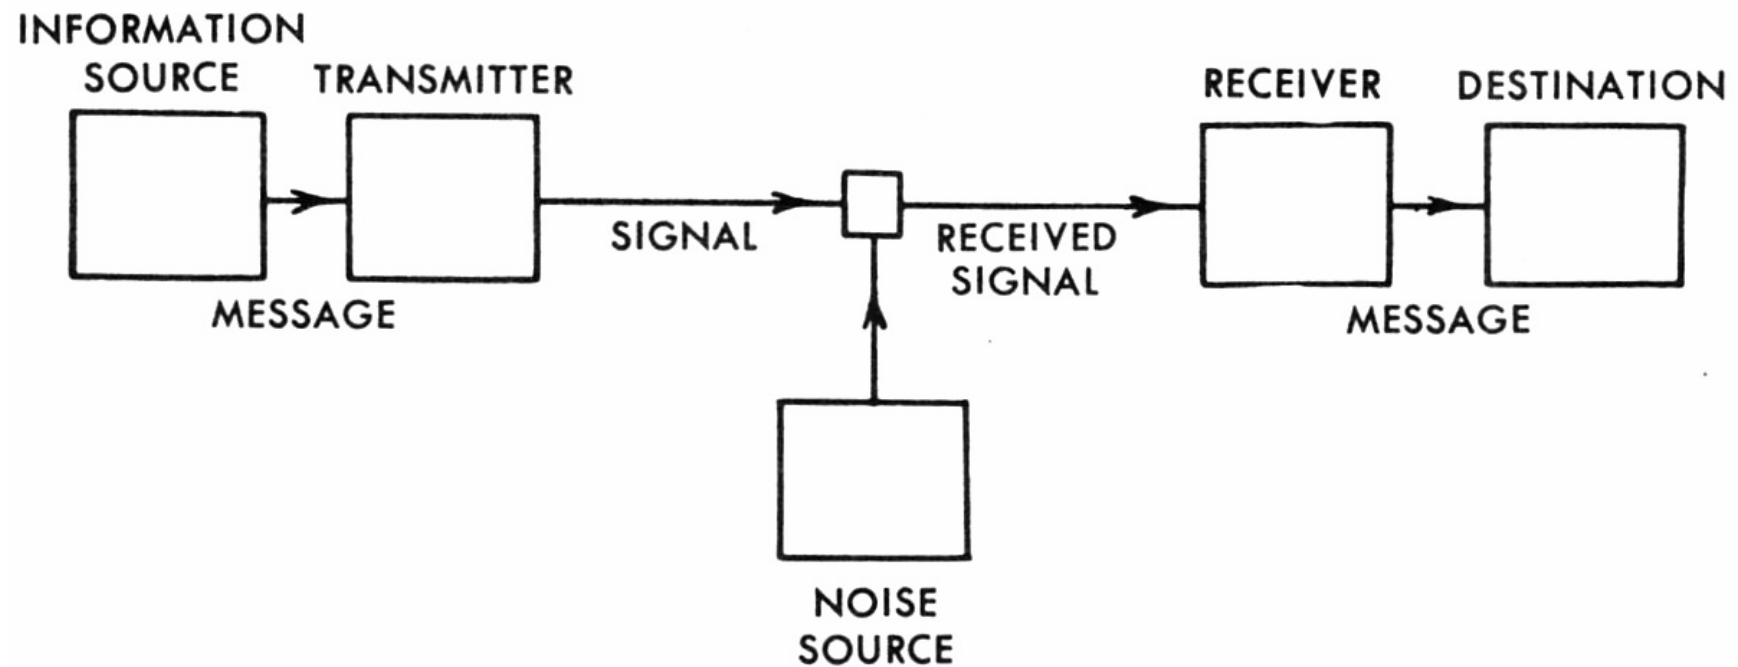 INFORMATION
SOURCE
TRANSMITTER
RECEIVER
DESTINATION
SIGNAL
RECEIVED
SIGNAL
MESSAGE
MESSAGE
NOISE
SOURCE